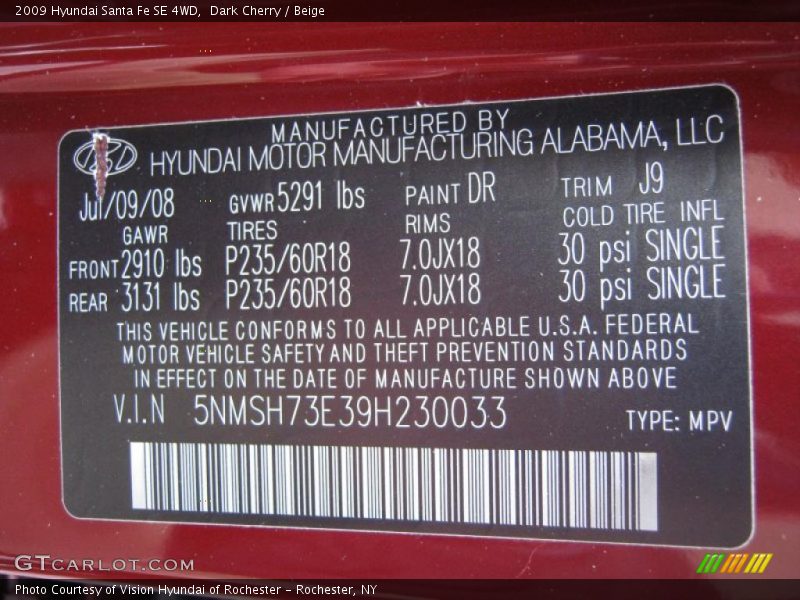 2009 Hyundai Santa Fe SE 4WD,  Dark Cherry / Beige
MANUFACTURED BY
HYUNDAI MOTOR MANUFACTURING ALABAMA, LLC
Jul/09/08 GVWR 5291 lbs PAINT DR TRIM J9
GAWR TIRES RIMS COLD TIRE INFL
FRONT 2910 lbs P235/60R18 7.0JX18 30 psi SINGLE
REAR 3131 lbs P235/60R18 7.0JX18 30 psi SINGLE
THIS VEHICLE CONFORMS TO ALL APPLICABLE U.S.A. FEDERAL
MOTOR VEHICLE SAFETY AND THEFT PREVENTION STANDARDS
IN EFFECT ON THE DATE OF MANUFACTURE SHOWN ABOVE
V.I.N 5NMSH73E39H230033 TYPE: MPV
GTCARLOT.COM
Photo Courtesy of Vision Hyundai of Rochester - Rochester, NY